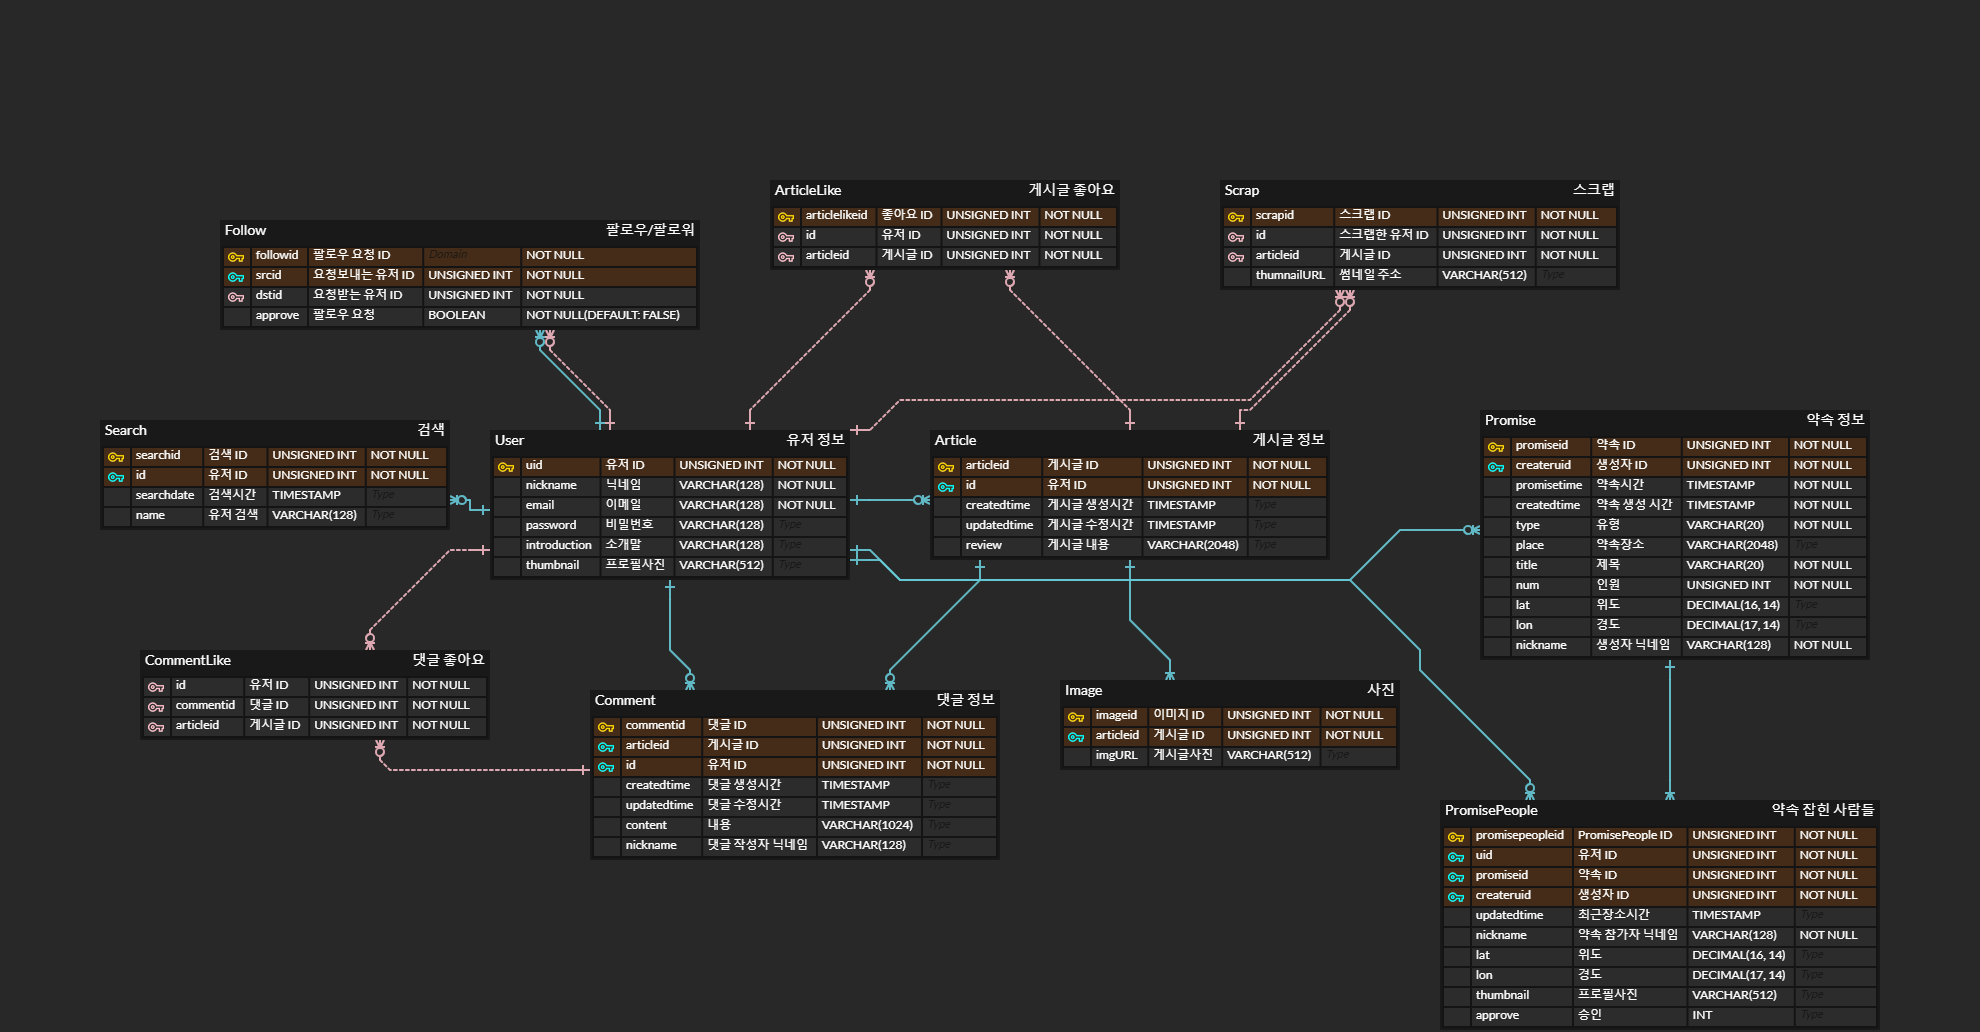 ArticleLike 게시글 좋아요
articlelikeid 좋아요 ID UNSIGNED INT NOT NULL
id 유저 ID UNSIGNED INT NOT NULL
articleid 게시글 ID UNSIGNED INT NOT NULL
Scrap 스크랩
scrapid 스크랩 ID UNSIGNED INT NOT NULL
id 스크랩한 유저 ID UNSIGNED INT NOT NULL
articleid 게시글 ID UNSIGNED INT NOT NULL
thumnailURL 썸네일 주소 VARCHAR(512) Type
Follow 팔로우/팔로워
followid 팔로우 요청 ID Domain NOT NULL
srcid 요청보내는 유저 ID UNSIGNED INT NOT NULL
dstid 요청받는 유저 ID UNSIGNED INT NOT NULL
approve 팔로우 요청 BOOLEAN NOT NULL(DEFAULT: FALSE)
Search 검색
searchid 검색 ID UNSIGNED INT NOT NULL
id 유저 ID UNSIGNED INT NOT NULL
searchdate 검색시간 TIMESTAMP Type
name 유저 검색 VARCHAR(128) Type
User 유저 정보
uid 유저 ID UNSIGNED INT NOT NULL
nickname 닉네임 VARCHAR(128) NOT NULL
email 이메일 VARCHAR(128) NOT NULL
password 비밀번호 VARCHAR(128) Type
introduction 소개말 VARCHAR(128) Type
thumbnail 프로필사진 VARCHAR(512) Type
Article 게시글 정보
articleid 게시글 ID UNSIGNED INT NOT NULL
id 유저 ID UNSIGNED INT NOT NULL
createdtime 게시글 생성시간 TIMESTAMP Type
updatedtime 게시글 수정시간 TIMESTAMP Type
review 게시글 내용 VARCHAR(2048) Type
Promise 약속 정보
promiseid 약속 ID UNSIGNED INT NOT NULL
createruid 생성자 ID UNSIGNED INT NOT NULL
promisetime 약속시간 TIMESTAMP NOT NULL
createdtime 약속 생성 시간 TIMESTAMP NOT NULL
type 유형 VARCHAR(20) NOT NULL
place 약속장소 VARCHAR(2048) Type
title 제목 VARCHAR(20) NOT NULL
num 인원 UNSIGNED INT NOT NULL
lat 위도 DECIMAL(16, 14) Type
lon 경도 DECIMAL(17, 14) Type
nickname 생성자 닉네임 VARCHAR(128) NOT NULL
CommentLike 댓글 좋아요
id 유저 ID UNSIGNED INT NOT NULL
commentid 댓글 ID UNSIGNED INT NOT NULL
articleid 게시글 ID UNSIGNED INT NOT NULL
Comment 댓글 정보
commentid 댓글 ID UNSIGNED INT NOT NULL
articleid 게시글 ID UNSIGNED INT NOT NULL
id 유저 ID UNSIGNED INT NOT NULL
createdtime 댓글 생성시간 TIMESTAMP Type
updatedtime 댓글 수정시간 TIMESTAMP Type
content 내용 VARCHAR(1024) Type
nickname 댓글 작성자 닉네임 VARCHAR(128) Type
Image 사진
imageid 이미지 ID UNSIGNED INT NOT NULL
articleid 게시글 ID UNSIGNED INT NOT NULL
imgURL 게시글사진 VARCHAR(512) Type
PromisePeople 약속 잡힌 사람들
promisepeopleid PromisePeople ID UNSIGNED INT NOT NULL
uid 유저 ID UNSIGNED INT NOT NULL
promiseid 약속 ID UNSIGNED INT NOT NULL
createruid 생성자 ID UNSIGNED INT NOT NULL
updatedtime 최근장소시간 TIMESTAMP Type
nickname 약속 참가자 닉네임 VARCHAR(128) NOT NULL
lat 위도 DECIMAL(16, 14) Type
lon 경도 DECIMAL(17, 14) Type
thumbnail 프로필사진 VARCHAR(512) Type
approve 승인 INT Type